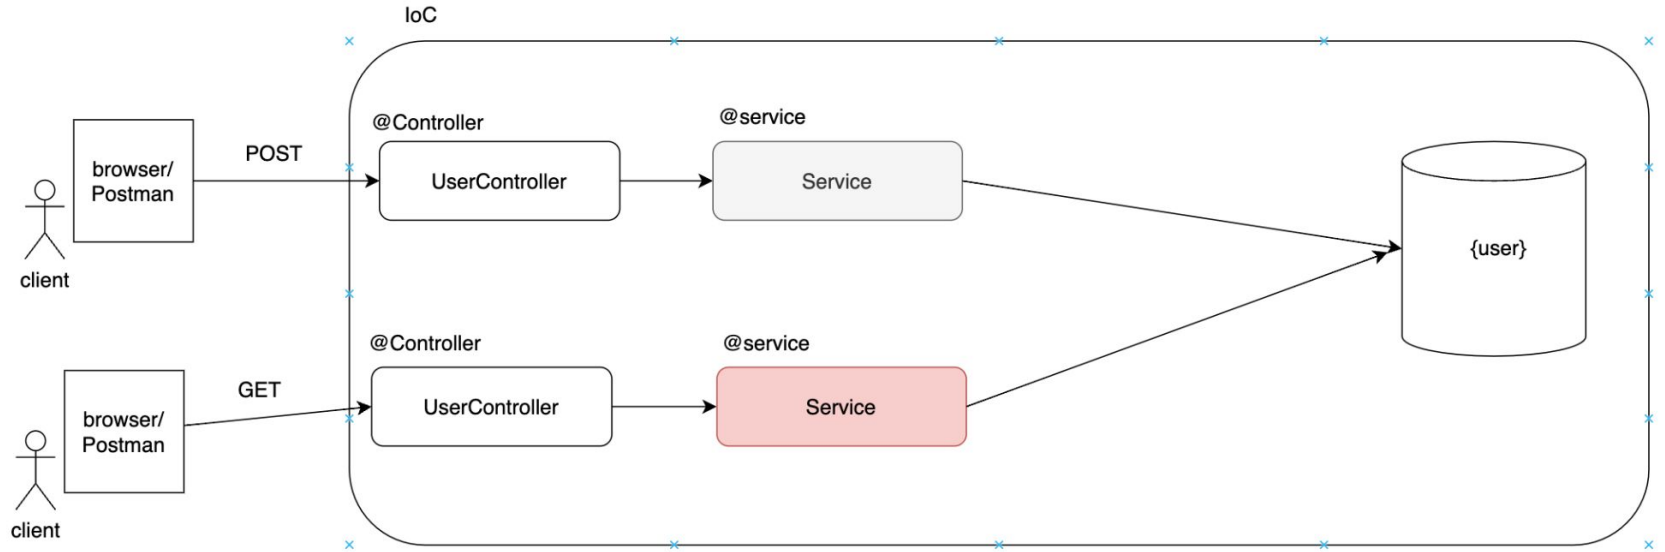 IoC
@Controller
@service
browser/
Postman
POST
UserController
Service
{user}
client
@Controller
@service
browser/
Postman
GET
UserController
Service
client